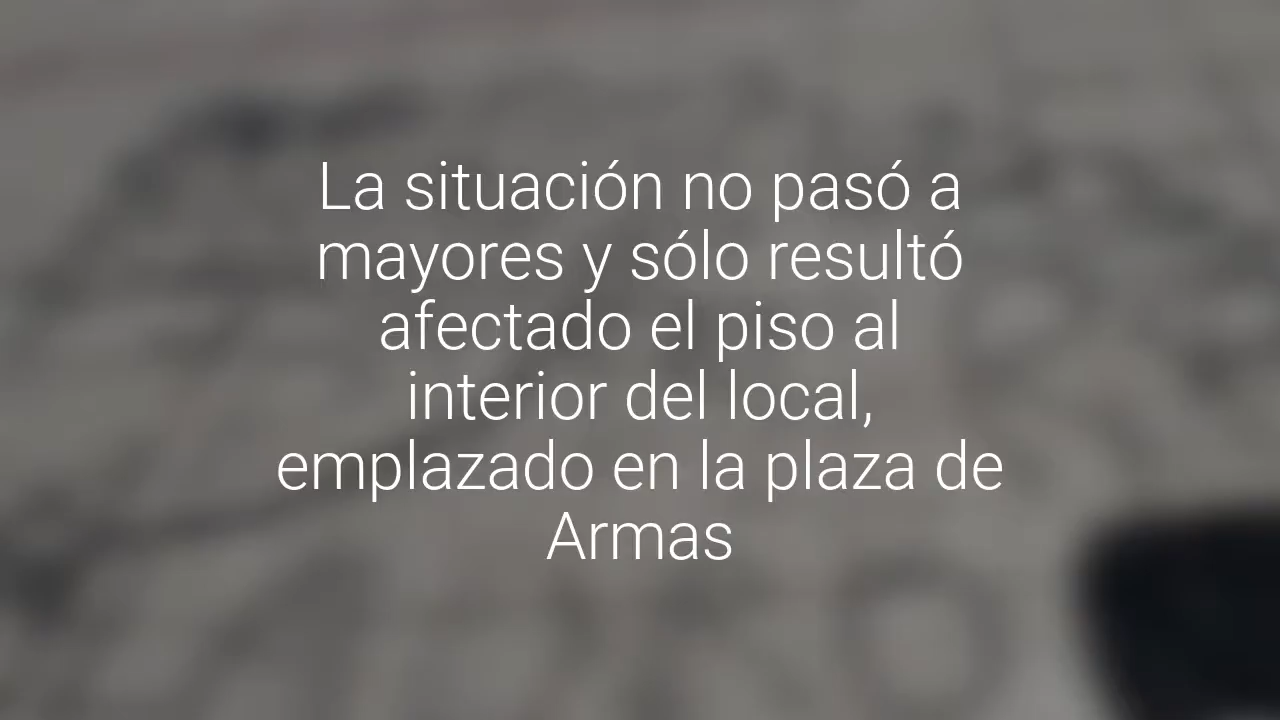 La situación no pasó a
mayores y sólo resultó
afectado el piso al
interior del local,
emplazado en la plaza de
Armas